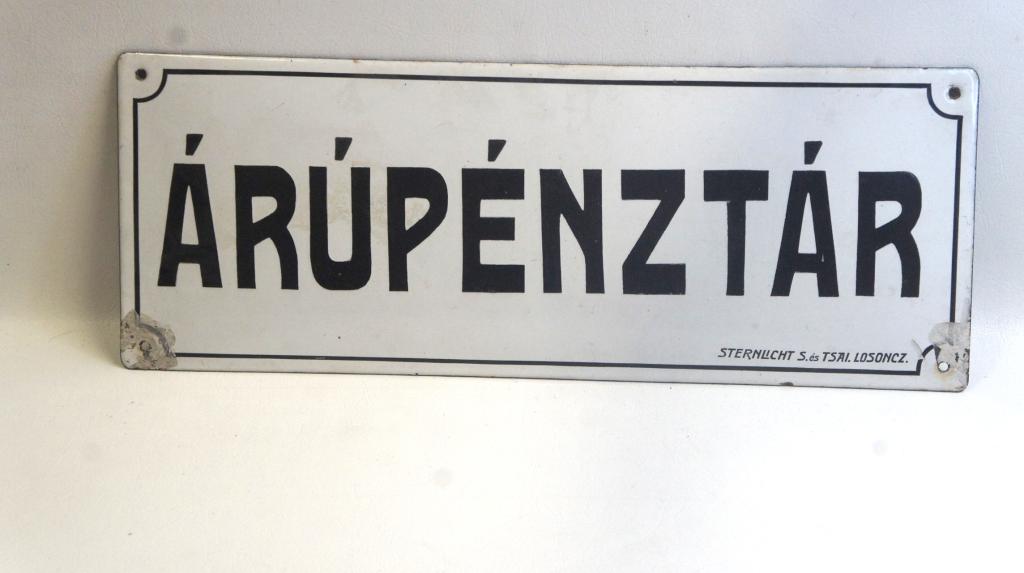 ÁRÚPÉNZTÁR
STERNLICHT S. és TSAI. LOSONCZ.